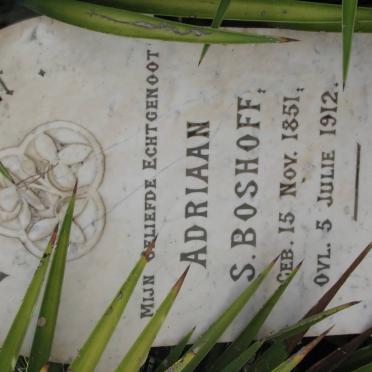 MIJN GELIEFDE ECHTGENOOT
ADRIAAN
S. BOSHOFF,
GEB. 15 NOV. 1851,
OVL. 5 JULIE 1912.